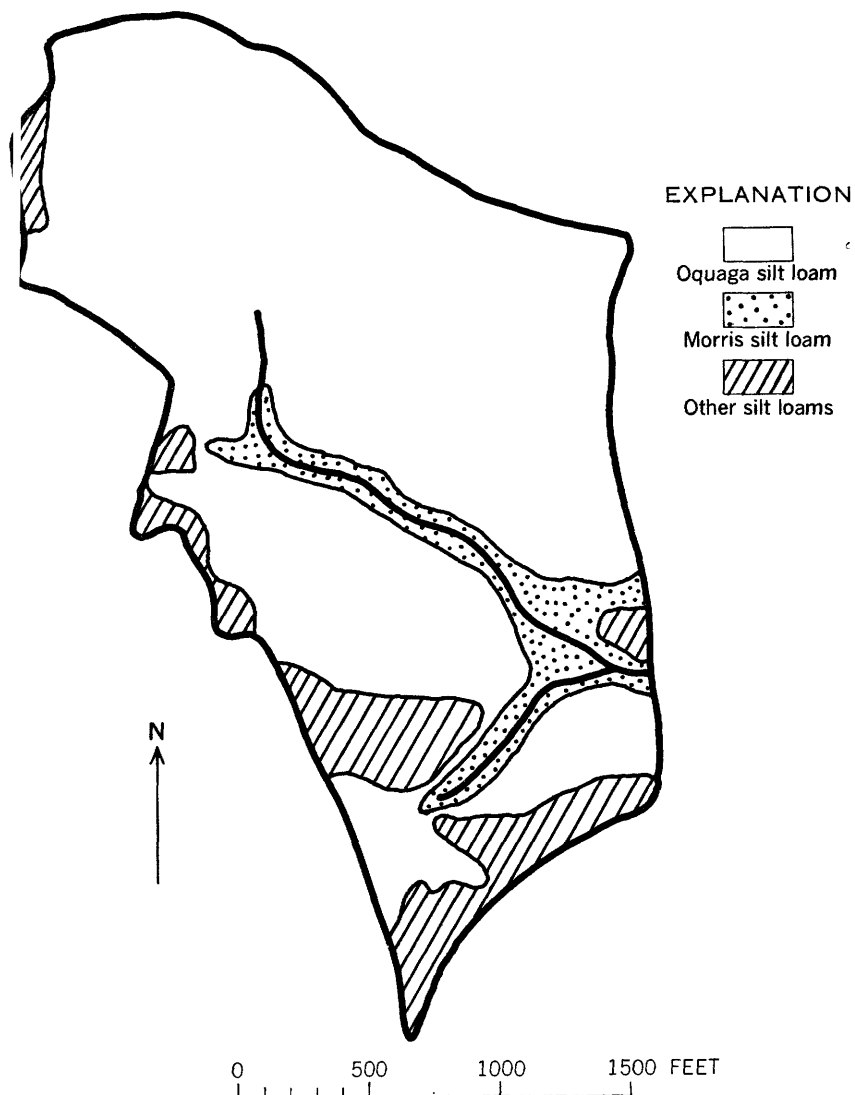 EXPLANATION
Oquaga silt loam
Morris silt loam
Other silt loams
N
0 500 1000 1500 FEET